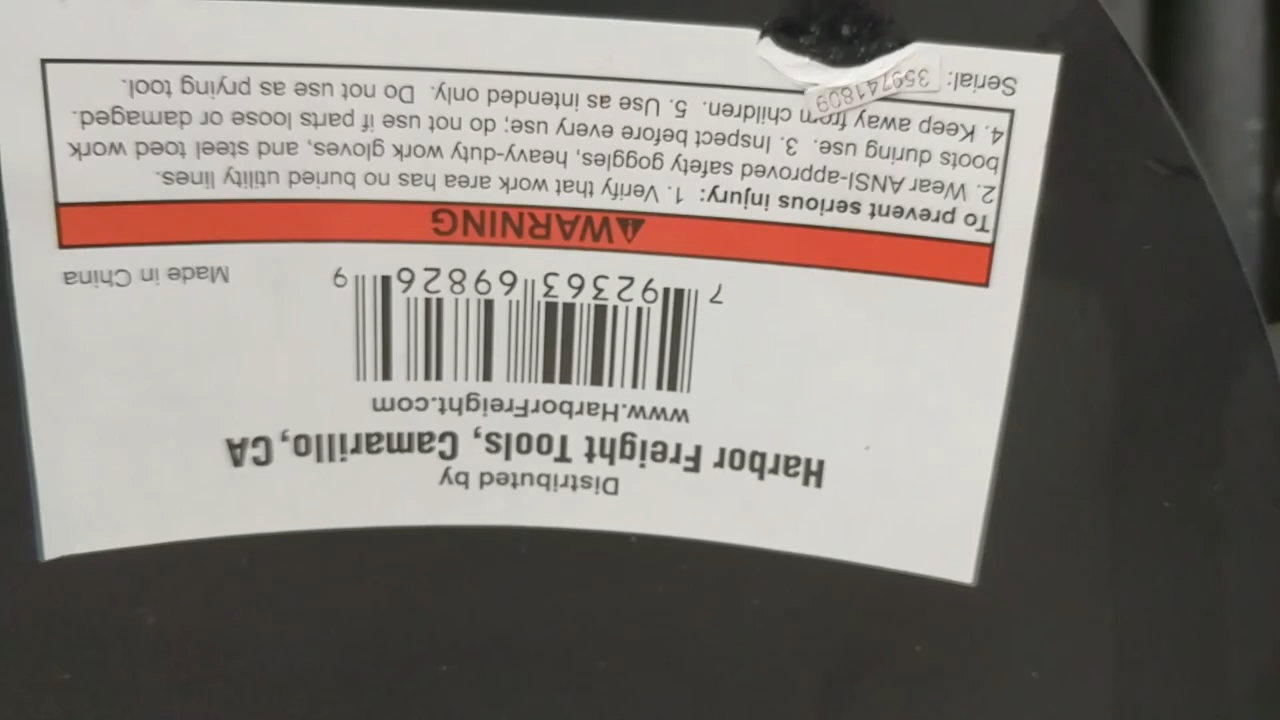 Distributed by
Harbor Freight Tools, Camarillo, CA
www.HarborFreight.com
7 92363 69826 9
Made in China
⚠WARNING
To prevent serious injury: 1. Verify that work area has no buried utility lines.
2. Wear ANSI-approved safety goggles, heavy-duty work gloves, and steel toed work
boots during use. 3. Inspect before every use; do not use if parts loose or damaged.
4. Keep away from children. 5. Use as intended only. Do not use as prying tool.
Serial: 359741809